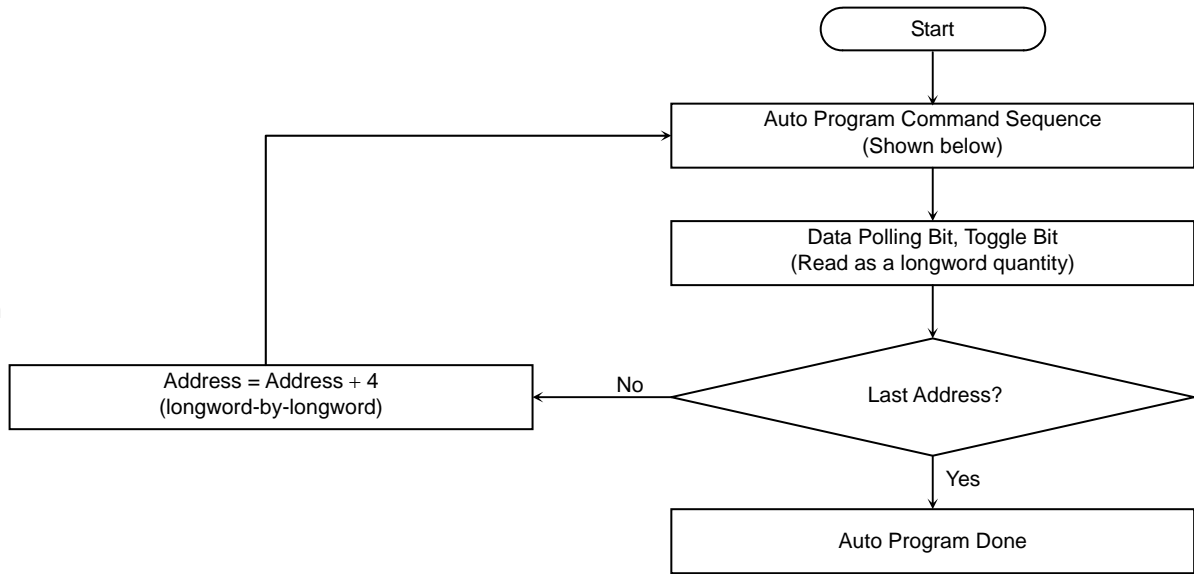 Start
Auto Program Command Sequence
(Shown below)
Data Polling Bit, Toggle Bit
(Read as a longword quantity)
Last Address?
No
Address = Address + 4
(longword-by-longword)
Yes
Auto Program Done